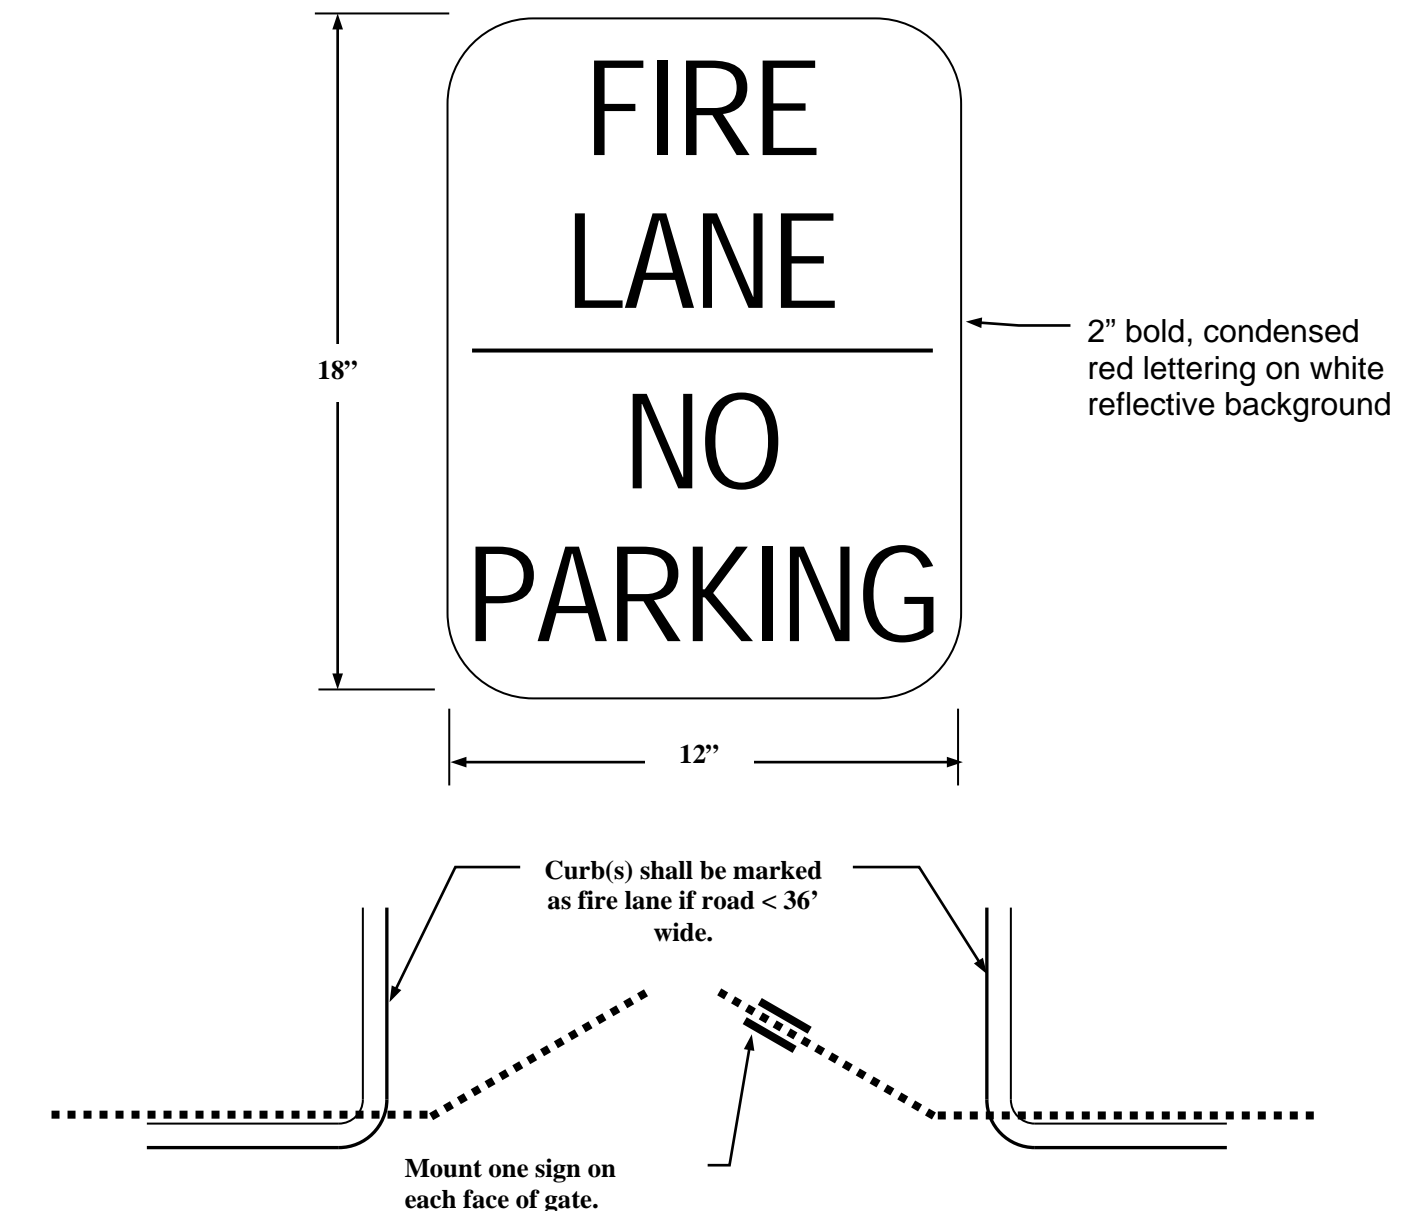 FIRE
LANE
NO
PARKING
18”
2” bold, condensed
red lettering on white
reflective background
12”
Curb(s) shall be marked
as fire lane if road < 36’
wide.
Mount one sign on
each face of gate.